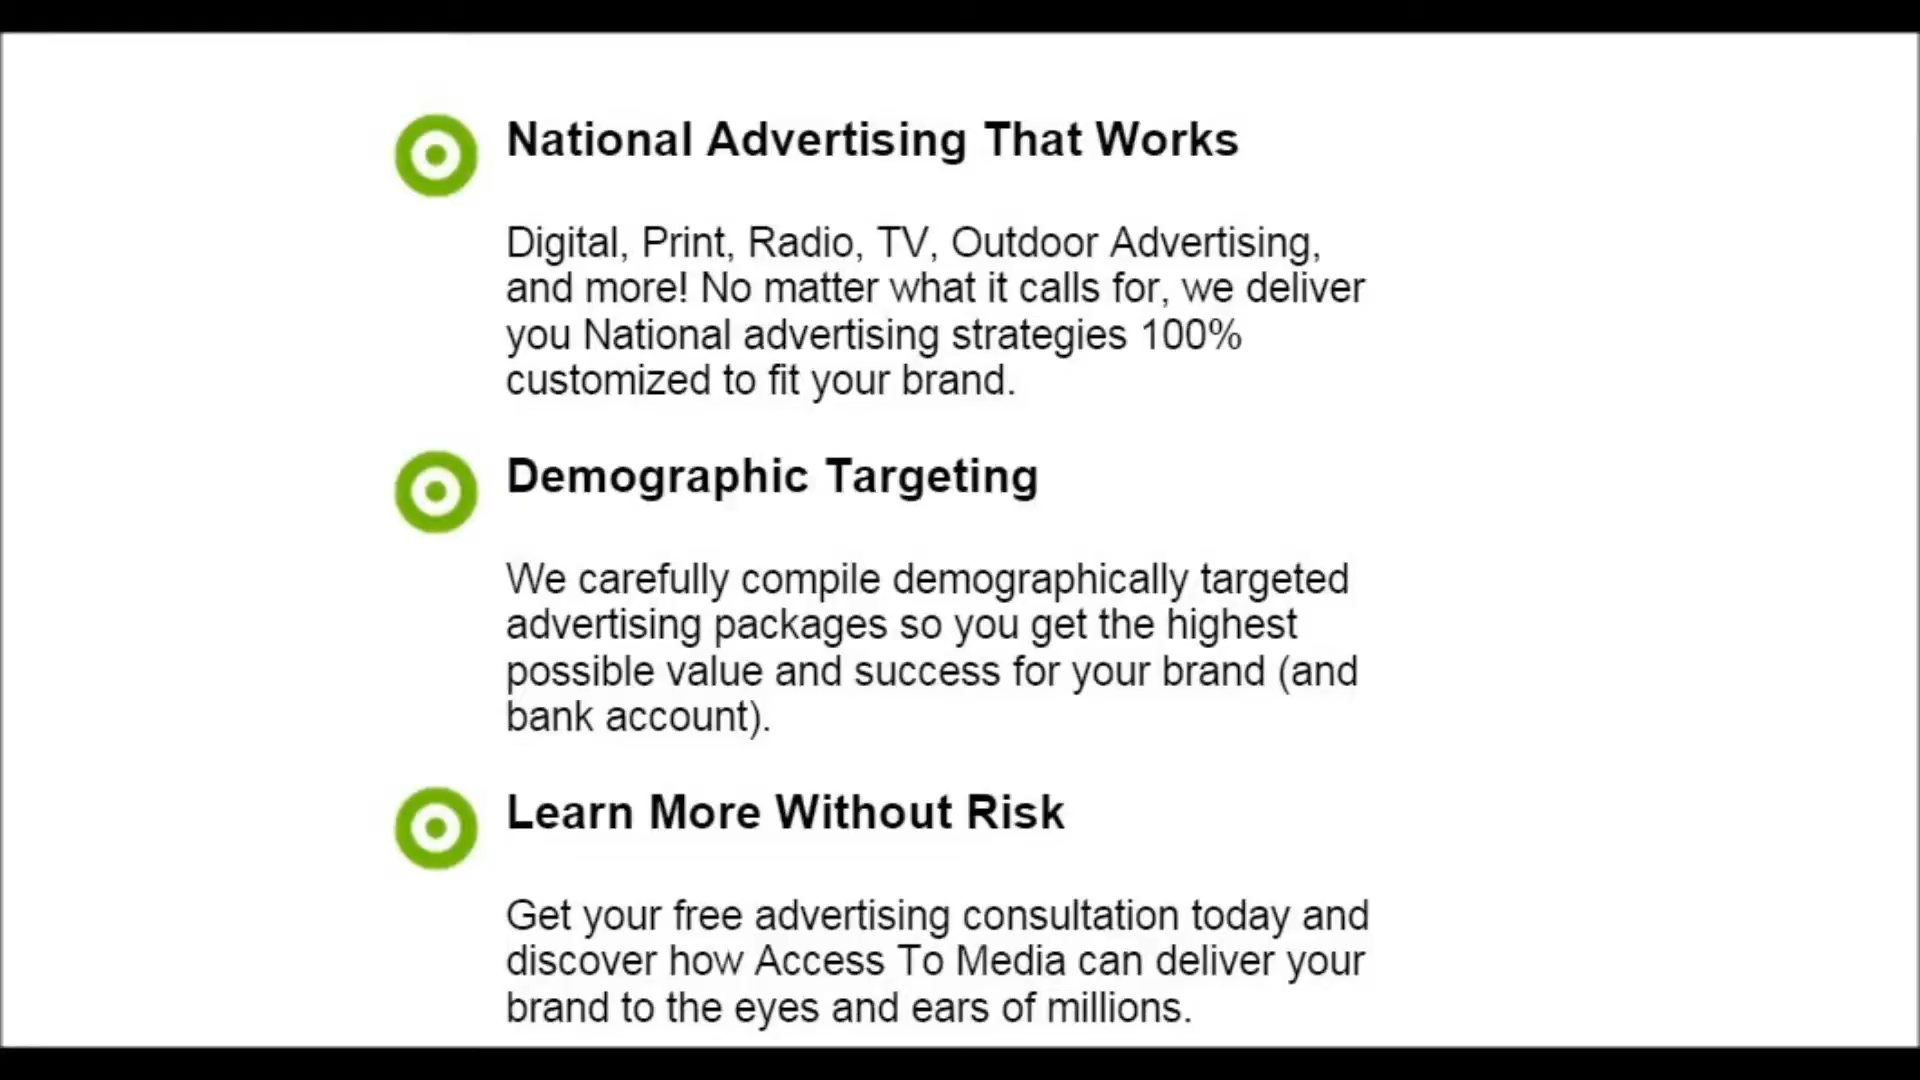 National Advertising That Works
Digital, Print, Radio, TV, Outdoor Advertising,
and more! No matter what it calls for, we deliver
you National advertising strategies 100%
customized to fit your brand.
Demographic Targeting
We carefully compile demographically targeted
advertising packages so you get the highest
possible value and success for your brand (and
bank account).
Learn More Without Risk
Get your free advertising consultation today and
discover how Access To Media can deliver your
brand to the eyes and ears of millions.